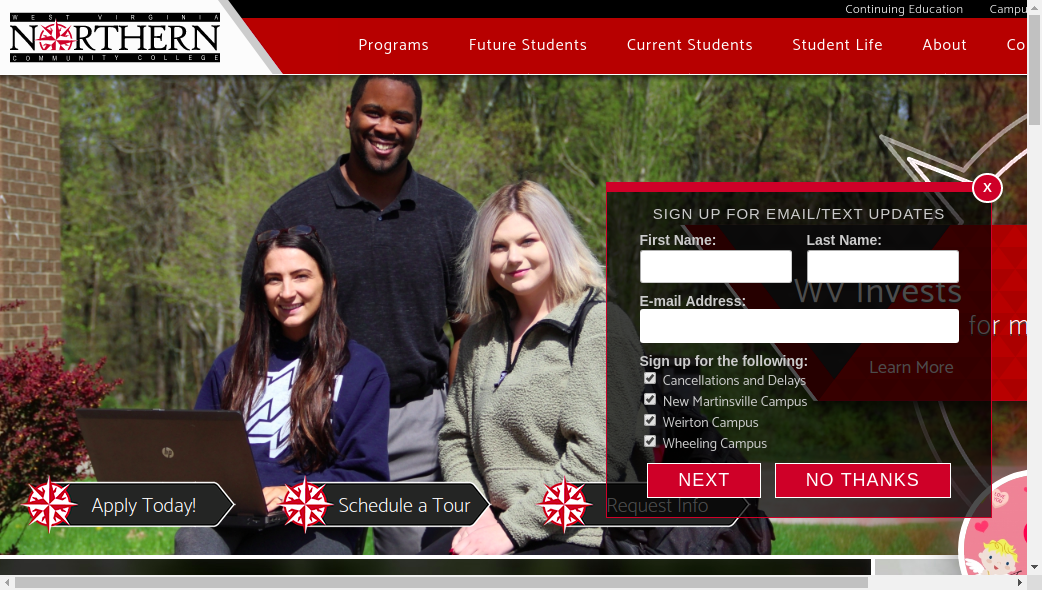 Continuing Education
WEST VIRGINIA
NORTHERN
COMMUNITY COLLEGE
Programs
Future Students
Current Students
Student Life
About
X
SIGN UP FOR EMAIL/TEXT UPDATES
First Name:
Last Name:
WV Invests
E-mail Address:
for m
Sign up for the following:
Learn More
Cancellations and Delays
New Martinsville Campus
Weirton Campus
Wheeling Campus
NEXT
NO THANKS
Apply Today!
Schedule a Tour
Request Info